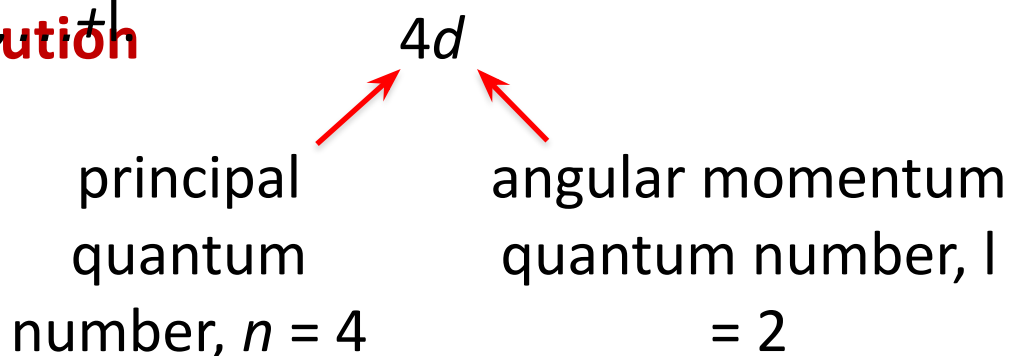 ution 4d
principal angular momentum
quantum quantum number, l
number, n = 4 = 2